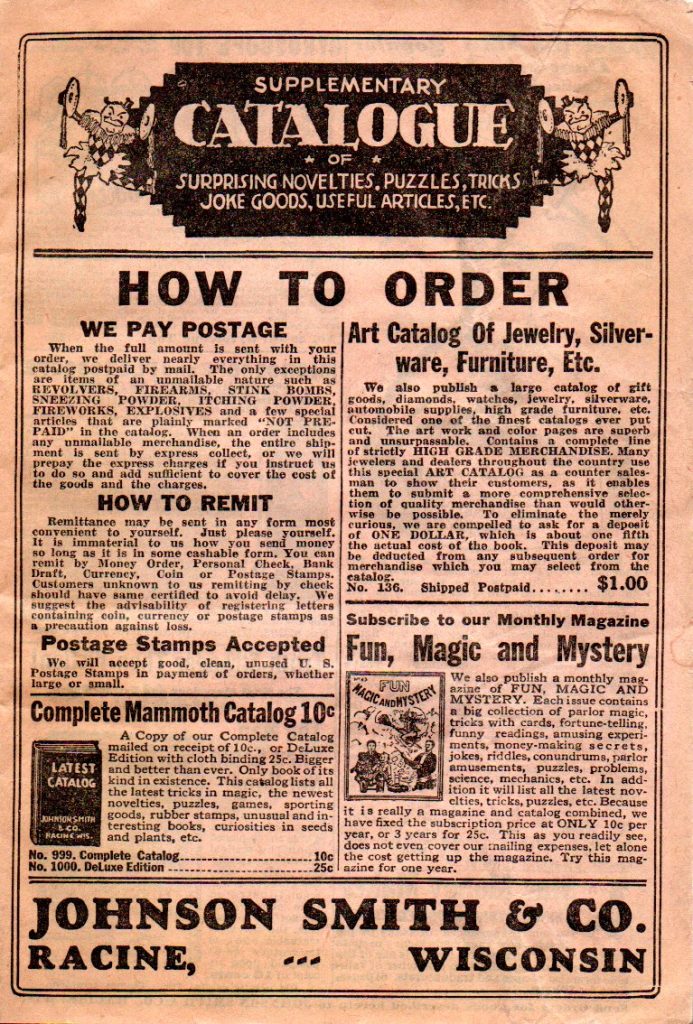 SUPPLEMENTARY
CATALOGUE
OF
SURPRISING NOVELTIES, PUZZLES, TRICKS
JOKE GOODS, USEFUL ARTICLES, ETC.
HOW TO ORDER
WE PAY POSTAGE
When the full amount is sent with your
order, we deliver nearly everything in this
catalog postpaid by mail. The only exceptions
are items of an unmailable nature such as
REVOLVERS, FIREARMS, STINK BOMBS,
SNEEZING POWDER, ITCHING POWDER,
FIREWORKS, EXPLOSIVES and a few special
articles that are plainly marked "NOT PRE-
PAID" in the catalog. When an order includes
any unmailable merchandise, the entire ship-
ment is sent by express collect, or we will
prepay the express charges if you instruct us
to do so and add sufficient to cover the cost of
the goods and the charges.
HOW TO REMIT
Remittance may be sent in any form most
convenient to yourself. Just please yourself.
It is immaterial to us how you send money
so long as it is in some cashable form. You can
remit by Money Order, Personal Check, Bank
Draft, Currency, Coin or Postage Stamps.
Customers unknown to us remitting by check
should have same certified to avoid delay. We
suggest the advisability of registering letters
containing coin, currency or postage stamps as
a precaution against loss.
Postage Stamps Accepted
We will accept good, clean, unused U. S.
Postage Stamps in payment of orders, whether
large or small.
Complete Mammoth Catalog 10c
LATEST
CATALOG
JOHNSON SMITH
& CO.
RACINE, WIS.
A Copy of our Complete Catalog
mailed on receipt of 10c., or DeLuxe
Edition with cloth binding 25c. Bigger
and better than ever. Only book of its
kind in existence. This catalog lists all
the latest tricks in magic, the newest
novelties, puzzles, games, sporting
goods, rubber stamps, unusual and in-
teresting books, curiosities in seeds
and plants, etc.
No. 999. Complete Catalog........................10c
No. 1000. DeLuxe Edition........................25c
Art Catalog Of Jewelry, Silver-
ware, Furniture, Etc.
We also publish a large catalog of gift
goods, diamonds, watches, jewelry, silverware,
automobile supplies, high grade furniture, etc.
Considered one of the finest catalogs ever put
out. The art work and color pages are superb
and unsurpassable. Contains a complete line
of strictly HIGH GRADE MERCHANDISE. Many
jewelers and dealers throughout the country use
this special ART CATALOG as a counter sales-
man to show their customers, as it enables
them to submit a more comprehensive selec-
tion of quality merchandise than would other-
wise be possible. To eliminate the merely
curious, we are compelled to ask for a deposit
of ONE DOLLAR, which is about one fifth
the actual cost of the book. This deposit may
be deducted from any subsequent order for
merchandise which you may select from the
catalog.
No. 136. Shipped Postpaid........ $1.00
Subscribe to our Monthly Magazine
Fun, Magic and Mystery
FUN
MAGIC AND MYSTERY
We also publish a monthly mag-
azine of FUN, MAGIC AND
MYSTERY. Each issue contains
a big collection of parlor magic,
tricks with cards, fortune-telling,
funny readings, amusing experi-
ments, money-making secrets,
jokes, riddles, conundrums, parlor
amusements, puzzles, problems,
science, mechanics, etc. In add-
ition it will list all the latest nov-
elties, tricks, puzzles, etc. Because
it is really a magazine and catalog combined, we
have fixed the subscription price at ONLY 10c per
year, or 3 years for 25c. This as you readily see,
does not even cover our mailing expenses, let alone
the cost getting up the magazine. Try this mag-
azine for one year.
JOHNSON SMITH & CO.
RACINE, --- WISCONSIN